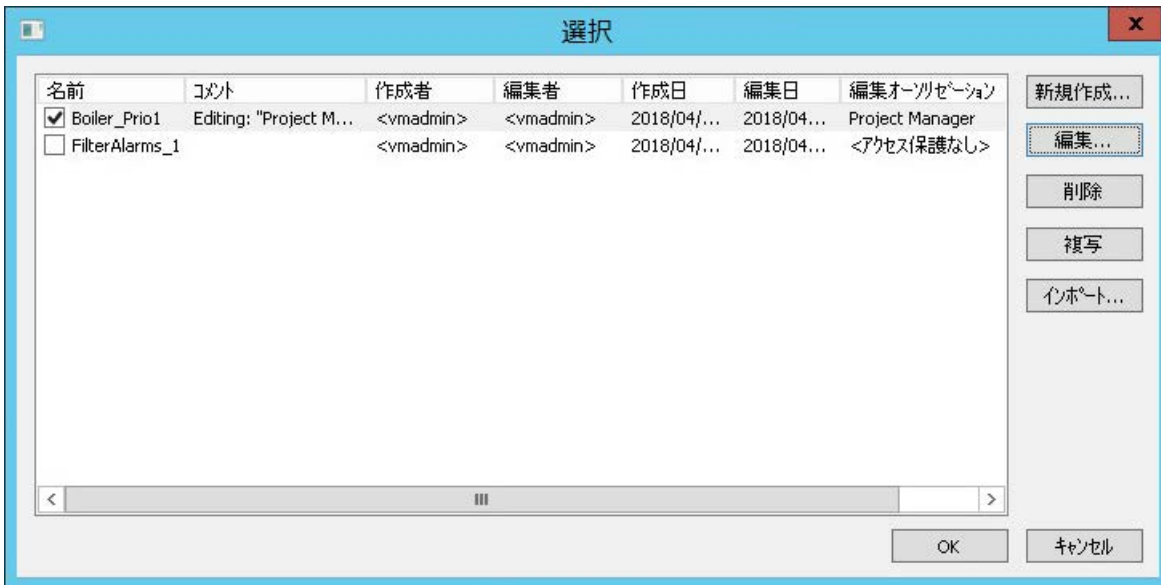 選択
x
名前 コメント 作成者 編集者 作成日 編集日 編集オーソリゼーション
Boiler_Prio1 Editing: "Project M... <vmadmin> <vmadmin> 2018/04/... 2018/04... Project Manager
FilterAlarms_1 <vmadmin> <vmadmin> 2018/04/... 2018/04... <アクセス保護なし>
新規作成...
編集...
削除
複写
インポート...
OK キャンセル